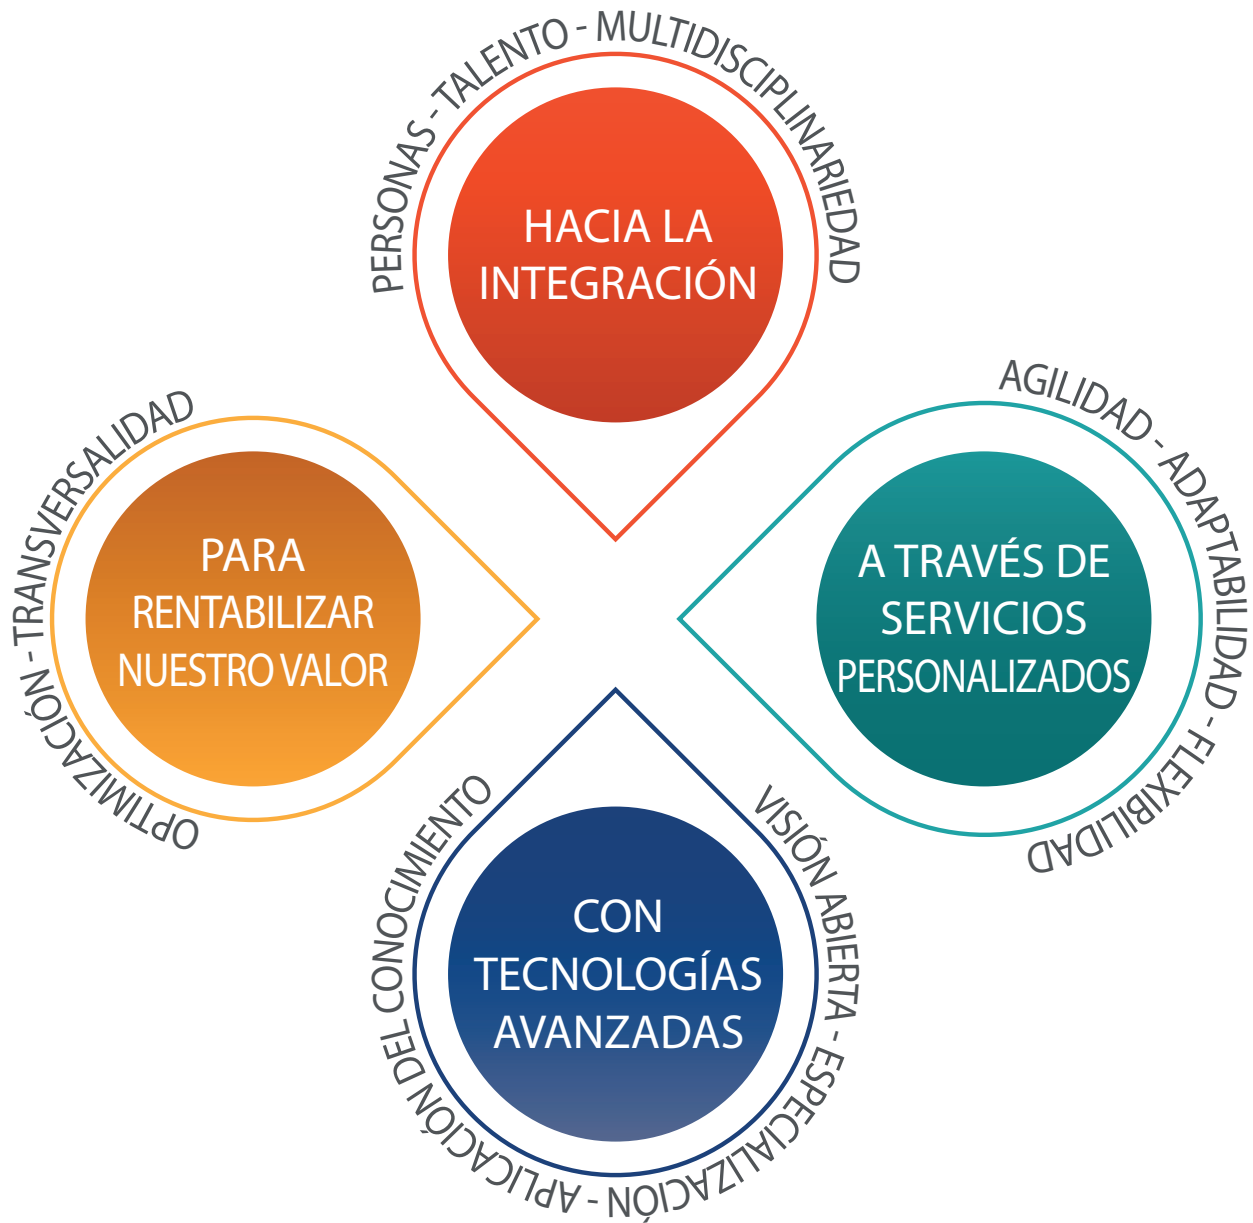 PERSONAS - TALENTO - MULTIDISCIPLINARIEDAD
HACIA LA
INTEGRACIÓN
AGILIDAD - ADAPTABILIDAD - FLEXIBILIDAD
A TRAVÉS DE
SERVICIOS
PERSONALIZADOS
VISIÓN ABIERTA - ESPECIALIZACIÓN - APLICACIÓN DEL CONOCIMIENTO
CON
TECNOLOGÍAS
AVANZADAS
OPTIMIZACIÓN - TRANSVERSALIDAD
PARA
RENTABILIZAR
NUESTRO VALOR